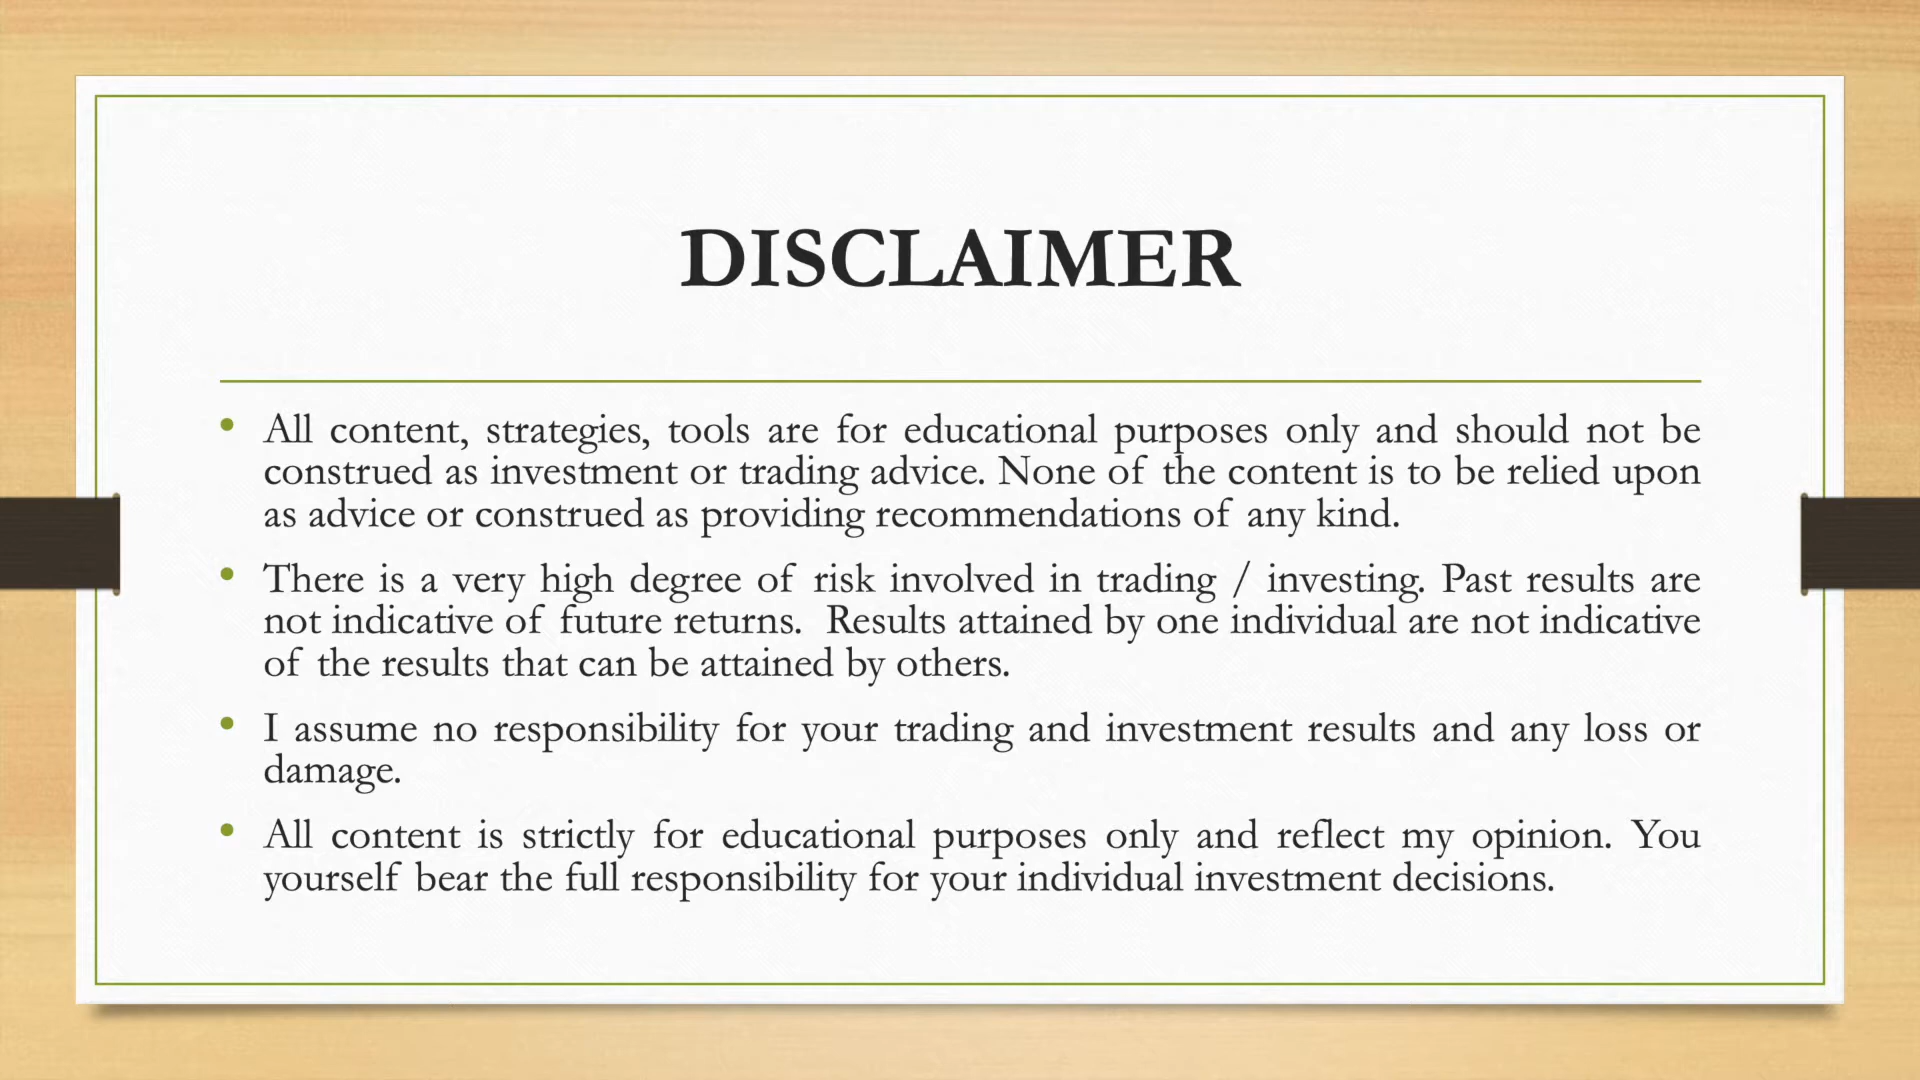 DISCLAIMER
• All content, strategies, tools are for educational purposes only and should not be
construed as investment or trading advice. None of the content is to be relied upon
as advice or construed as providing recommendations of any kind.
• There is a very high degree of risk involved in trading / investing. Past results are
not indicative of future returns.  Results attained by one individual are not indicative
of the results that can be attained by others.
• I assume no responsibility for your trading and investment results and any loss or
damage.
• All content is strictly for educational purposes only and reflect my opinion. You
yourself bear the full responsibility for your individual investment decisions.